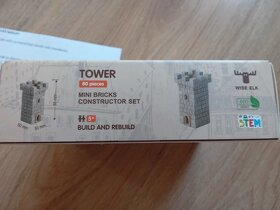 TOWER
60 pieces
MINI BRICKS
CONSTRUCTOR SET
5+
BUILD AND REBUILD
WISE ELK
STEM